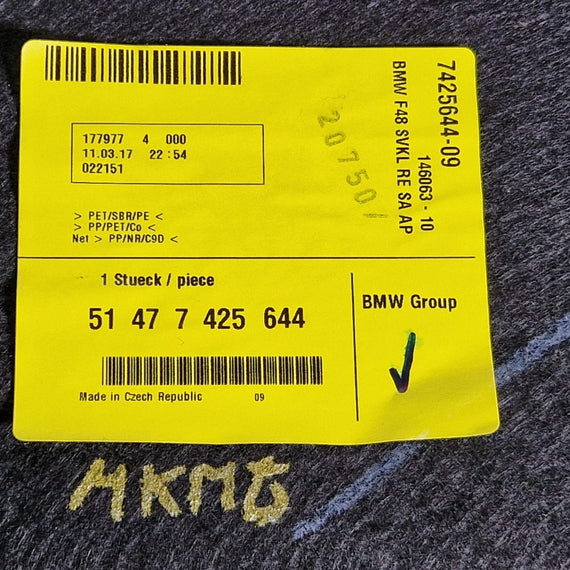 177977 4 000
11.03.17 22:54
022151
> PET/SBR/PE <
> PP/PET/Co <
Net > PP/NR/C9D <
20750
7425644-09
146063-10
BMW F48 SVKL RE SA AP
1 Stueck / piece
51 47 7 425 644
Made in Czech Republic 09
BMW Group